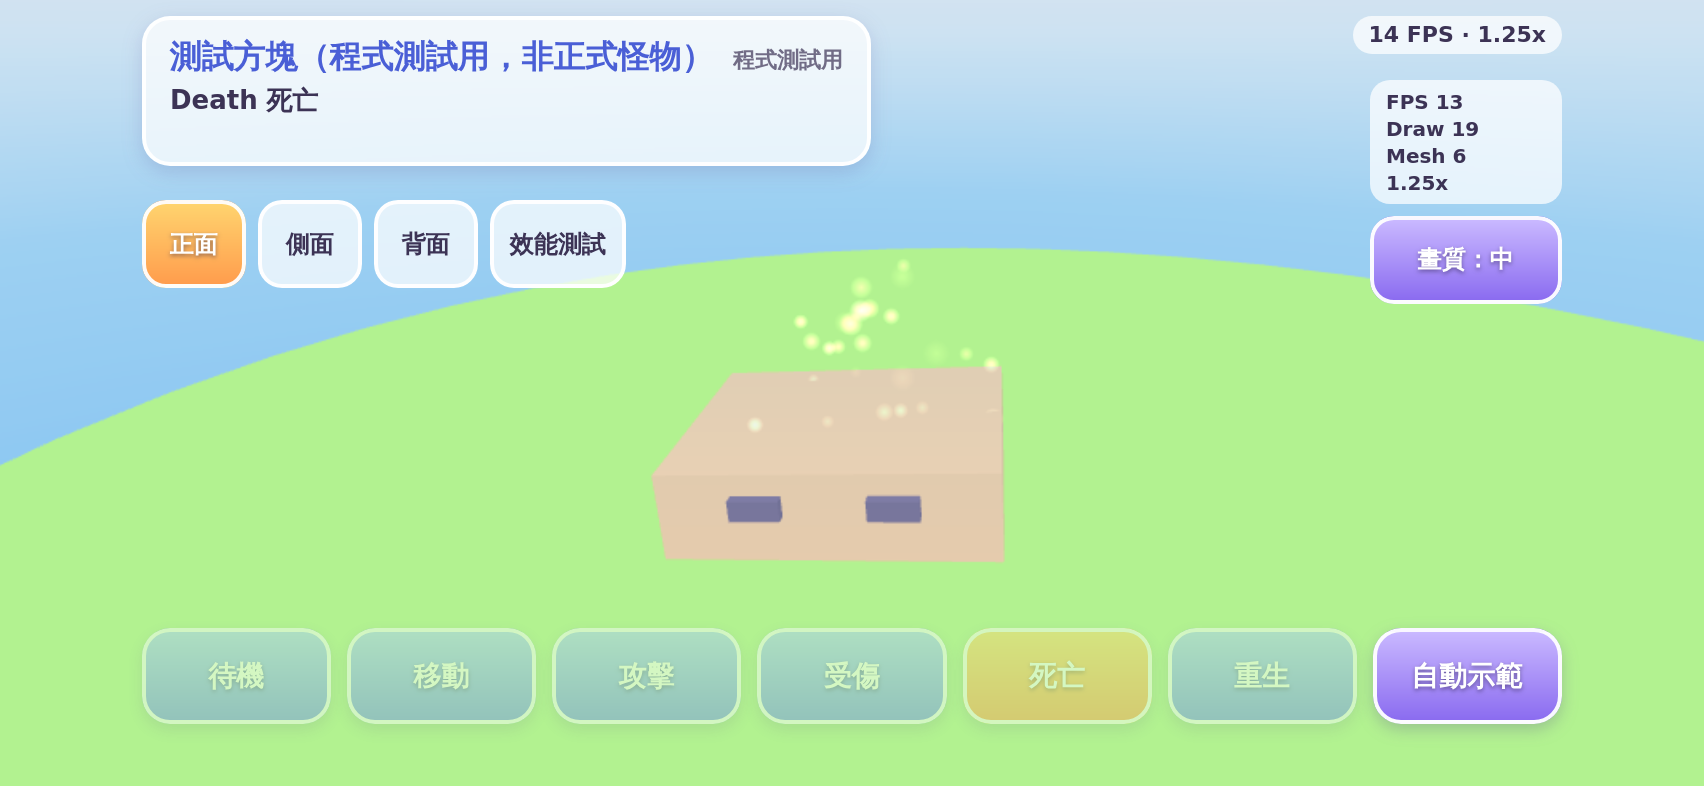 測試方塊（程式測試用，非正式怪物） 程式測試用
Death 死亡
14 FPS · 1.25x
FPS 13
Draw 19
Mesh 6
1.25x
正面 側面 背面 效能測試
畫質：中
待機 移動 攻擊 受傷 死亡 重生 自動示範